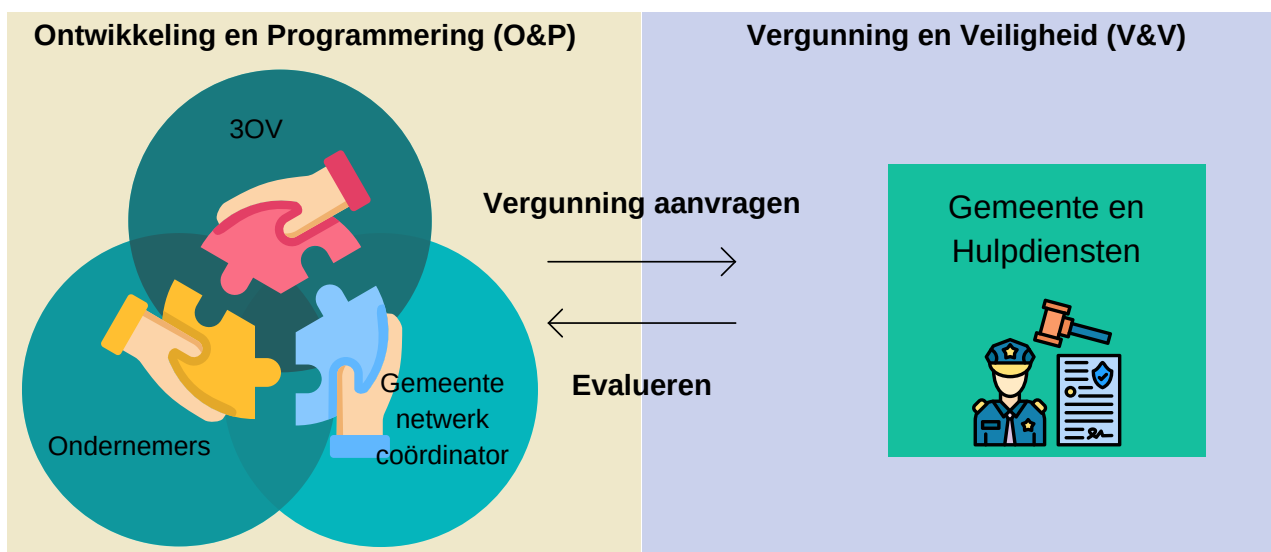 Ontwikkeling en Programmering (O&P)
3OV
Ondernemers
Gemeente
netwerk
coördinator
Vergunning aanvragen
Evalueren
Vergunning en Veiligheid (V&V)
Gemeente en
Hulpdiensten